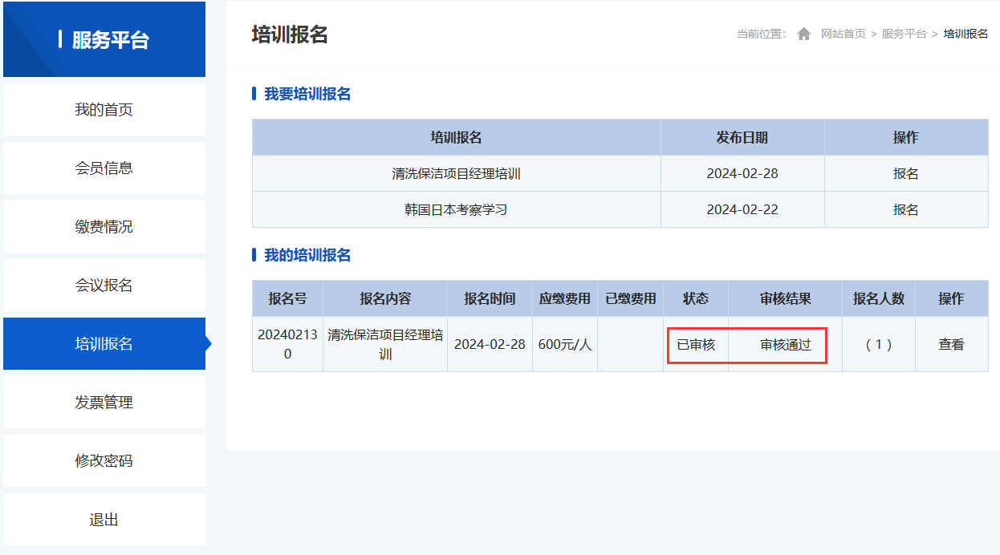 服务平台
我的首页
会员信息
缴费情况
会议报名
培训报名
发票管理
修改密码
退出
培训报名
当前位置： 网站首页 > 服务平台 > 培训报名
我要培训报名
培训报名 发布日期 操作
清洗保洁项目经理培训 2024-02-28 报名
韩国日本考察学习 2024-02-22 报名
我的培训报名
报名号 报名内容 报名时间 应缴费用 已缴费用 状态 审核结果 报名人数 操作
20240213
0
清洗保洁项目经理培
训
2024-02-28 600元/人 已审核 审核通过 （ 1 ） 查看